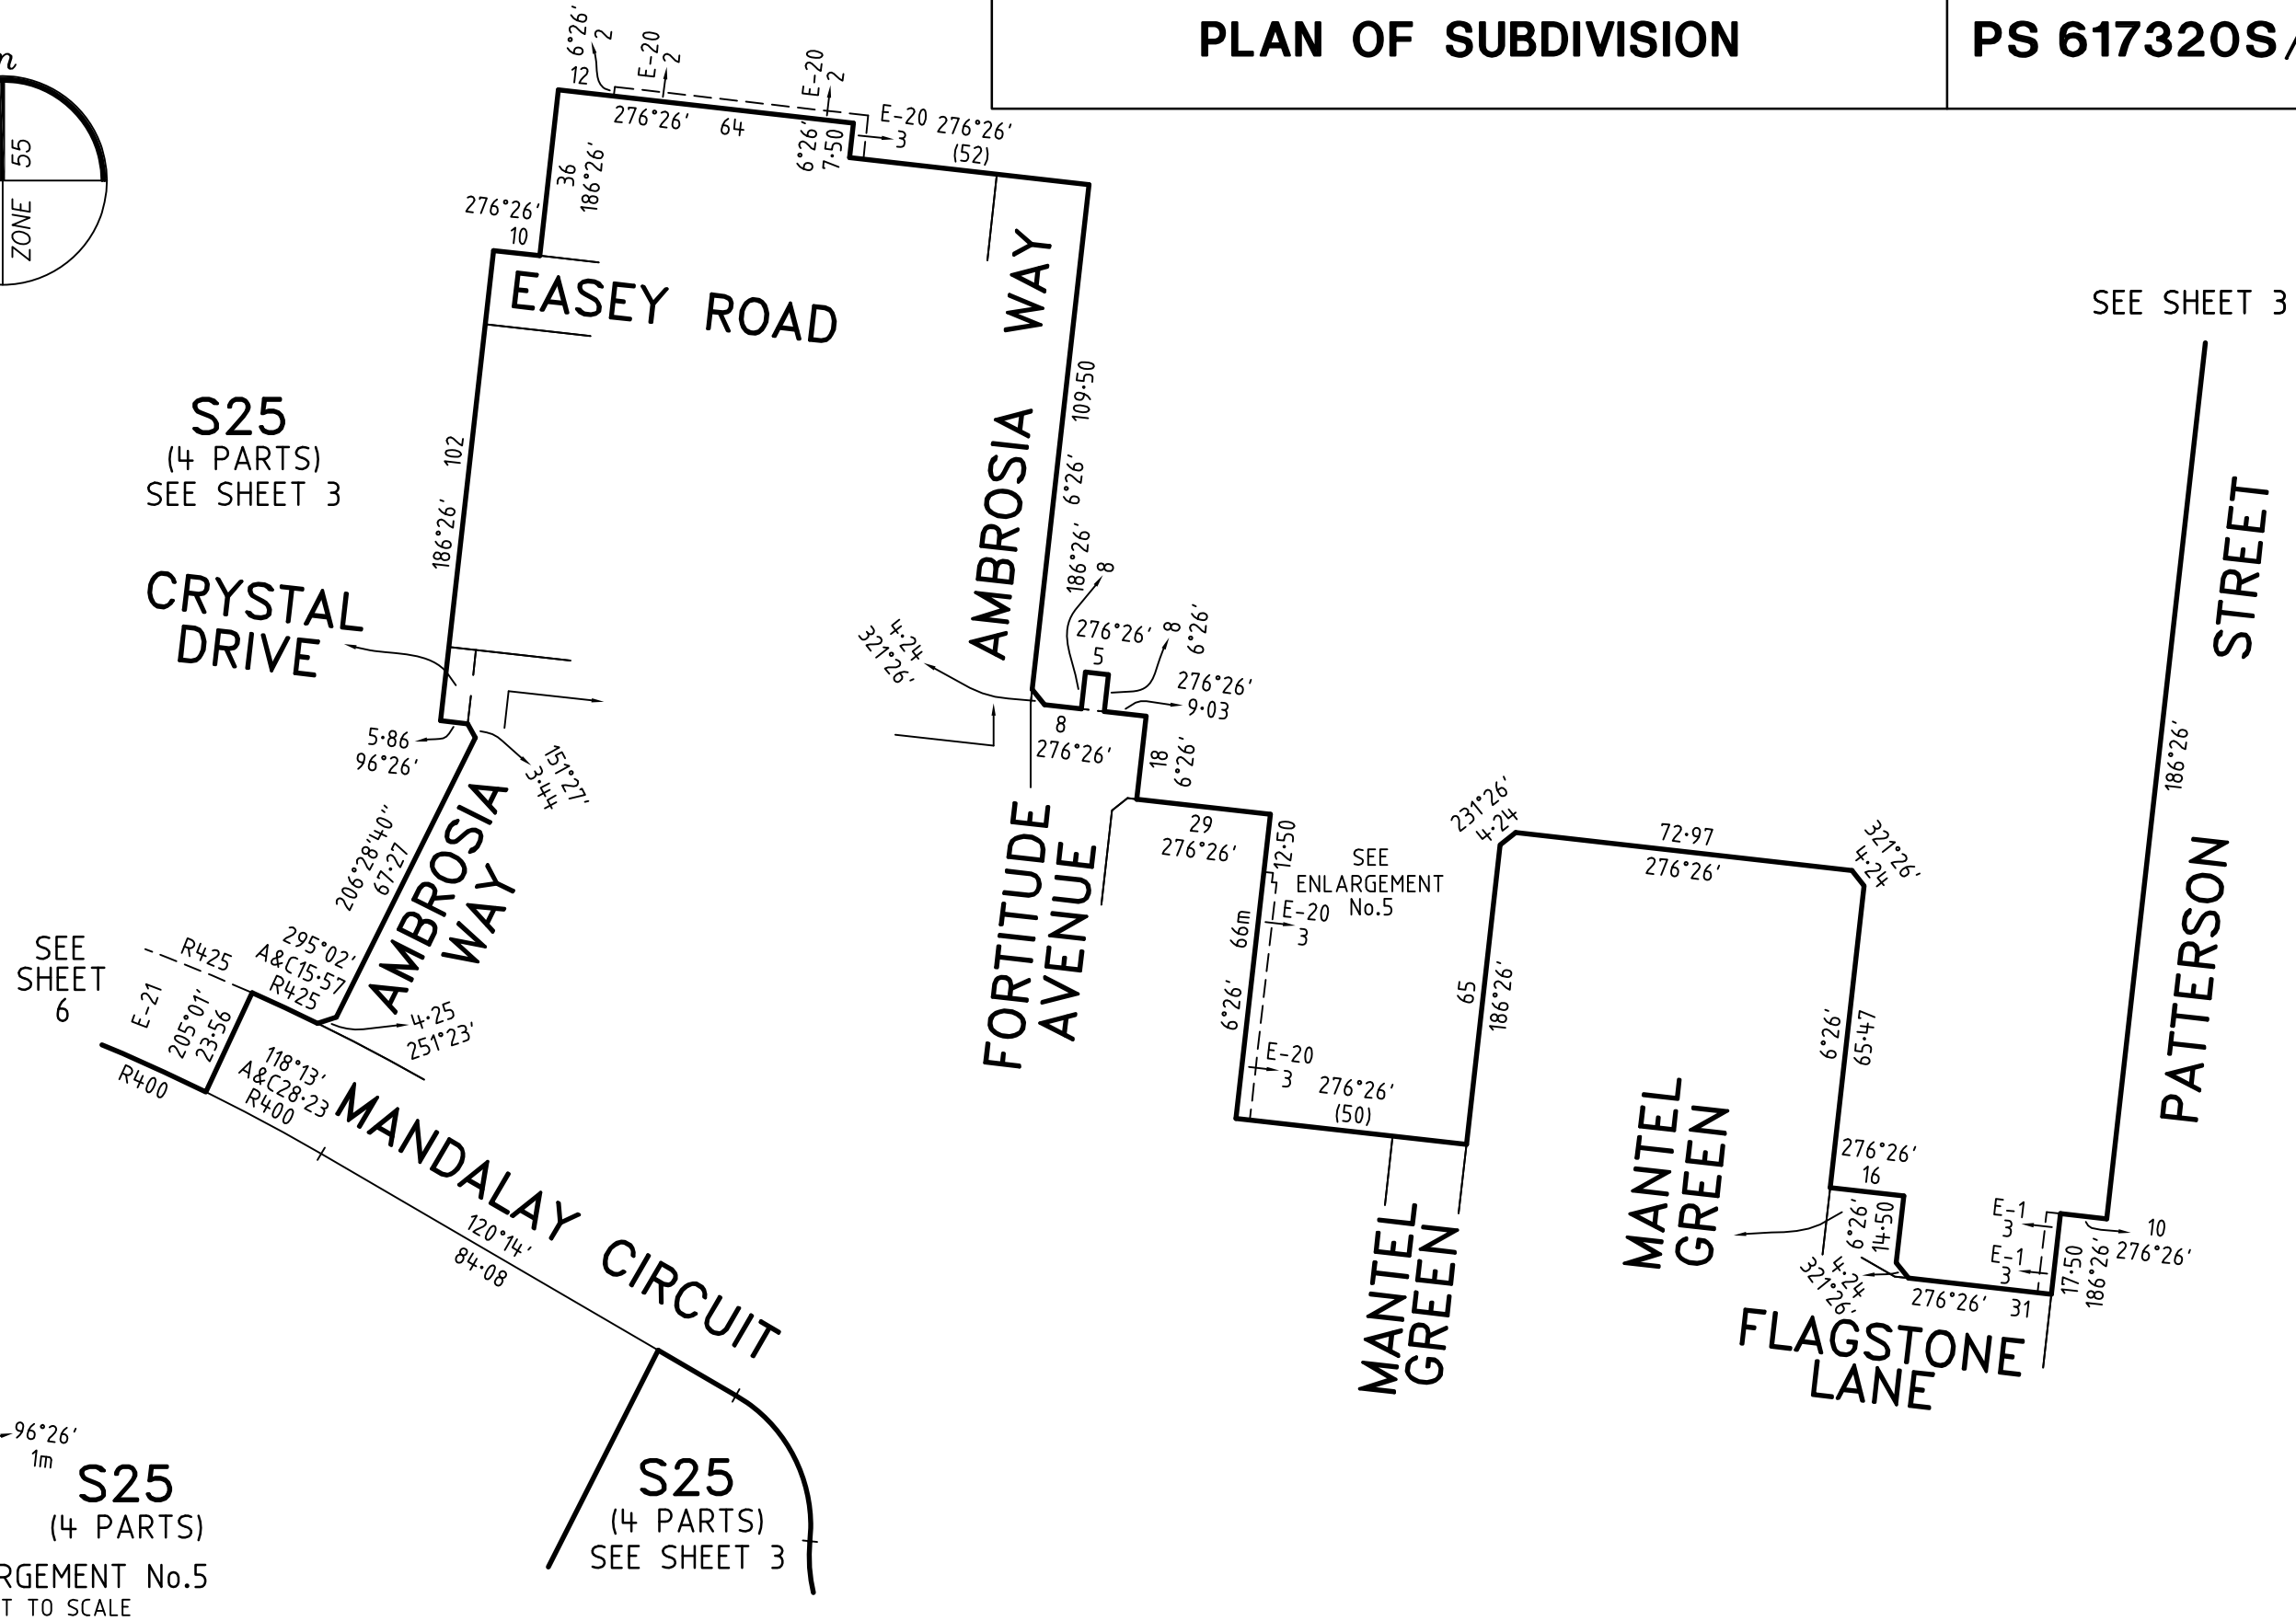 PLAN OF SUBDIVISION
PS 617320S/
55
ZONE
6°26'
2
12
E-20
2
E-20
2
276°26' 64
6°26'
7·50
E-20 276°26'
3 (52)
36
186°26'
276°26'
10
EASEY ROAD
AMBROSIA WAY
109·50
6°26'
SEE SHEET 3
S25
(4 PARTS)
SEE SHEET 3
186°26' 102
CRYSTAL
DRIVE
186°26'
8
276°26'
5
8
6°26'
276°26'
9·03
4·24
321°26'
8
276°26'
18
6°26'
5·86
96°26'
151°27'
3·44
206°28'40"
67·27
AMBROSIA
WAY
FORTITUDE
AVENUE
29
276°26'
12·50
SEE
ENLARGEMENT
No.5
E-20
3
66m
6°26'
E-20
3
276°26'
(50)
231°26'
4·24
72·97
276°26'
321°26'
4·24
65
186°26'
6°26'
65·47
186°26'
PATTERSON STREET
SEE
SHEET
6
R425
295°02'
A&C15·57
R425
E-21
205°01'
23·56
4·25
251°23'
118°13'
A&C28·23
R400
R400
MANDALAY CIRCUIT
120°14'
84·08
MANTEL
GREEN
MANTEL
GREEN
276°26'
16
6°26'
14·50
4·24
321°26'
E-1
3
E-1
3
10
276°26'
17·50
186°26'
276°26' 31
FLAGSTONE
LANE
96°26'
1m
S25
(4 PARTS)
RGEMENT No.5
T TO SCALE
S25
(4 PARTS)
SEE SHEET 3